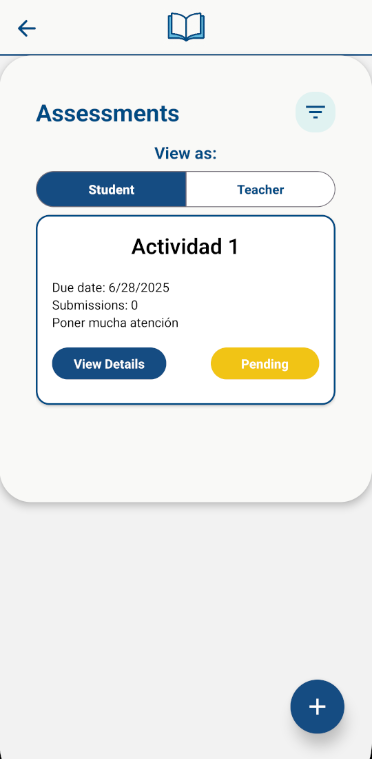 Assessments
View as:
Student
Teacher
Actividad 1
Due date: 6/28/2025
Submissions: 0
Poner mucha atención
View Details
Pending